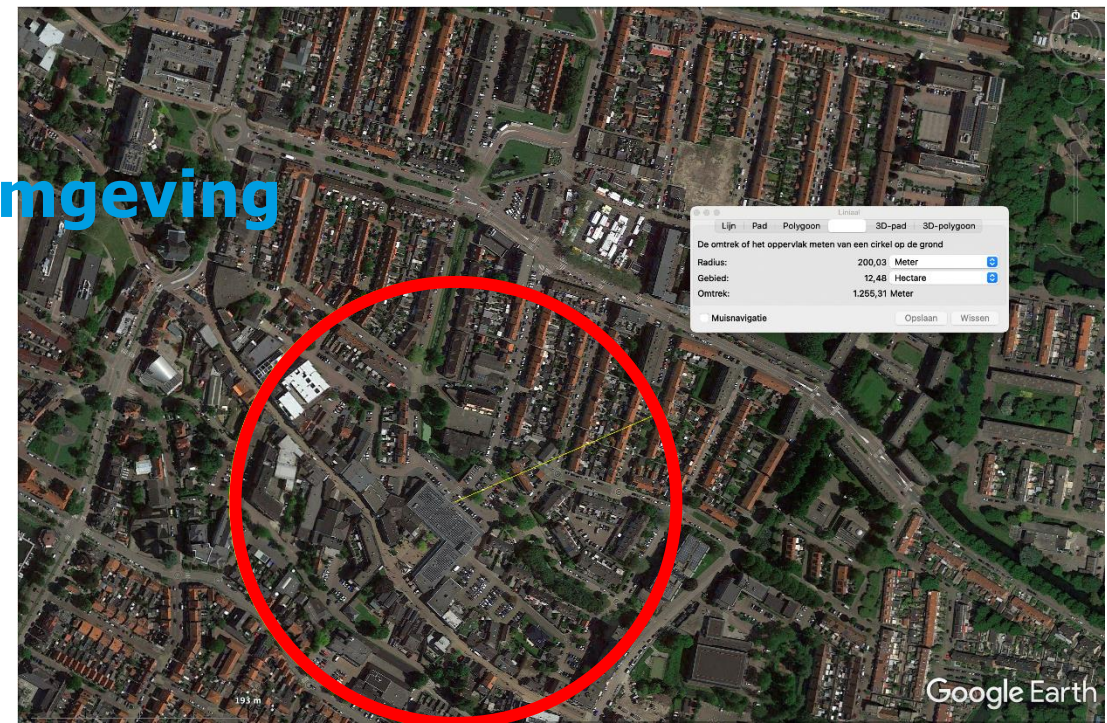 N
mgeving
Liniaal
Lijn Pad Polygoon 3D-pad 3D-polygoon
De omtrek of het oppervlak meten van een cirkel op de grond
Radius: 200,03 Meter
Gebied: 12,48 Hectare
Omtrek: 1.255,31 Meter
Muisnavigatie Opslaan Wissen
Google Earth
193 m